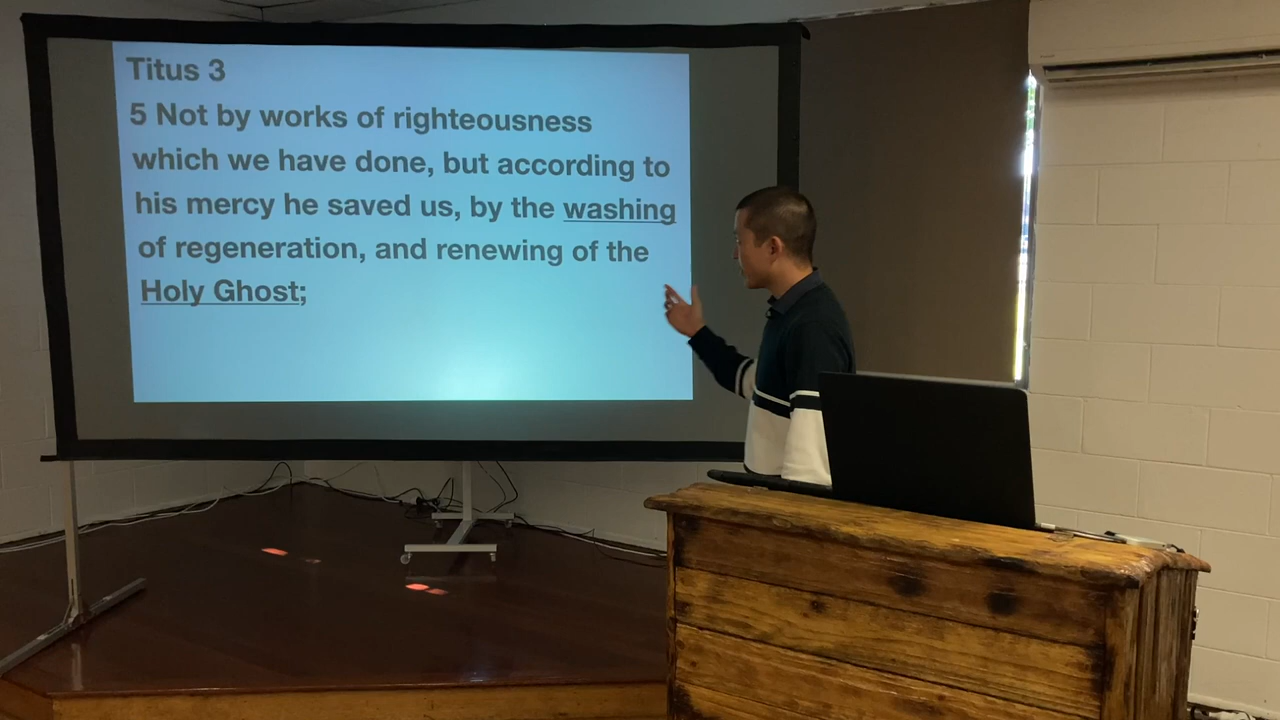 Titus 3
5 Not by works of righteousness
which we have done, but according to
his mercy he saved us, by the washing
of regeneration, and renewing of the
Holy Ghost;